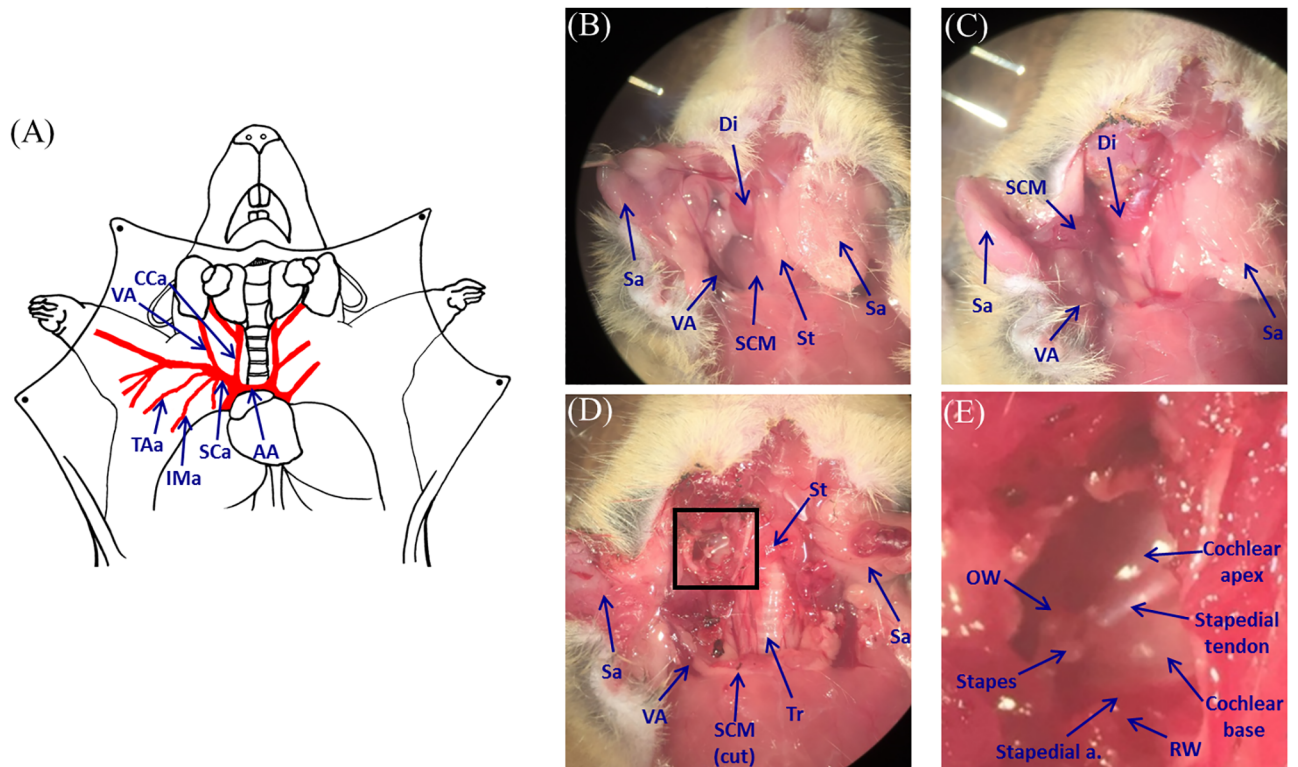 (A)
CCa
VA
TAa
IMa
SCa
AA
(B)
Di
Sa
VA
SCM
St
Sa
(C)
Di
SCM
Sa
VA
Sa
(D)
St
Sa
Sa
VA
SCM
(cut)
Tr
(E)
Cochlear
apex
OW
Stapedial
tendon
Stapes
Cochlear
base
Stapedial a.
RW